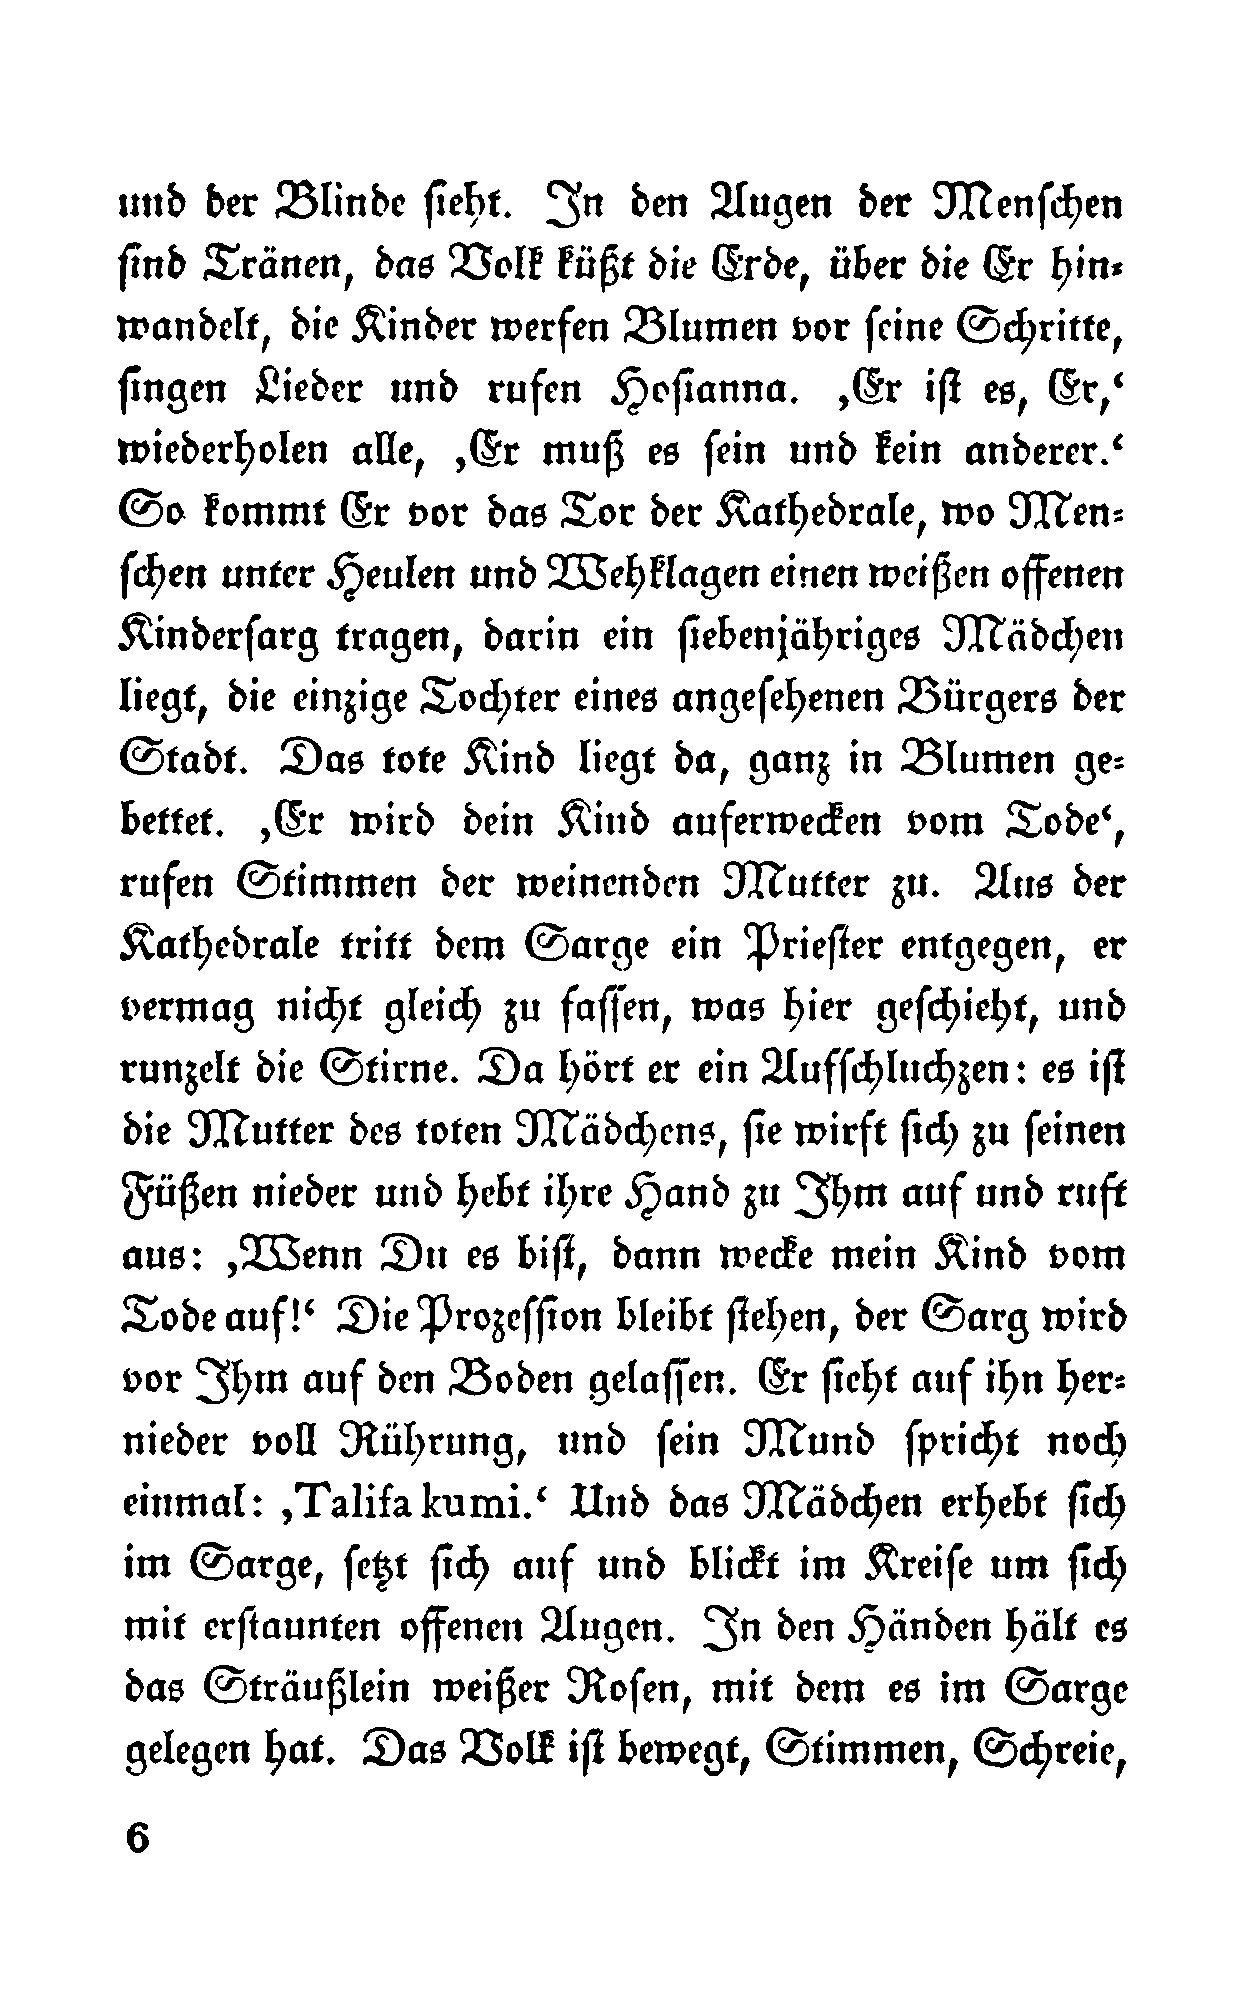 und der Blinde sieht. In den Augen der Menschen
sind Tränen, das Volk küßt die Erde, über die Er hin-
wandelt, die Kinder werfen Blumen vor seine Schritte,
singen Lieder und rufen Hosianna. ‚Er ist es, Er,‘
wiederholen alle, ‚Er muß es sein und kein anderer.‘
So kommt Er vor das Tor der Kathedrale, wo Men-
schen unter Heulen und Wehklagen einen weißen offenen
Kindersarg tragen, darin ein siebenjähriges Mädchen
liegt, die einzige Tochter eines angesehenen Bürgers der
Stadt. Das tote Kind liegt da, ganz in Blumen ge-
bettet. ‚Er wird dein Kind auferwecken vom Tode‘,
rufen Stimmen der weinenden Mutter zu. Aus der
Kathedrale tritt dem Sarge ein Priester entgegen, er
vermag nicht gleich zu fassen, was hier geschieht, und
runzelt die Stirne. Da hört er ein Aufschluchzen: es ist
die Mutter des toten Mädchens, sie wirft sich zu seinen
Füßen nieder und hebt ihre Hand zu Ihm auf und ruft
aus: ‚Wenn Du es bist, dann wecke mein Kind vom
Tode auf!‘ Die Prozession bleibt stehen, der Sarg wird
vor Ihm auf den Boden gelassen. Er sieht auf ihn her-
nieder voll Rührung, und sein Mund spricht noch
einmal: ‚Talifa kumi.‘ Und das Mädchen erhebt sich
im Sarge, setzt sich auf und blickt im Kreise um sich
mit erstaunten offenen Augen. In den Händen hält es
das Sträußlein weißer Rosen, mit dem es im Sarge
gelegen hat. Das Volk ist bewegt, Stimmen, Schreie,
6